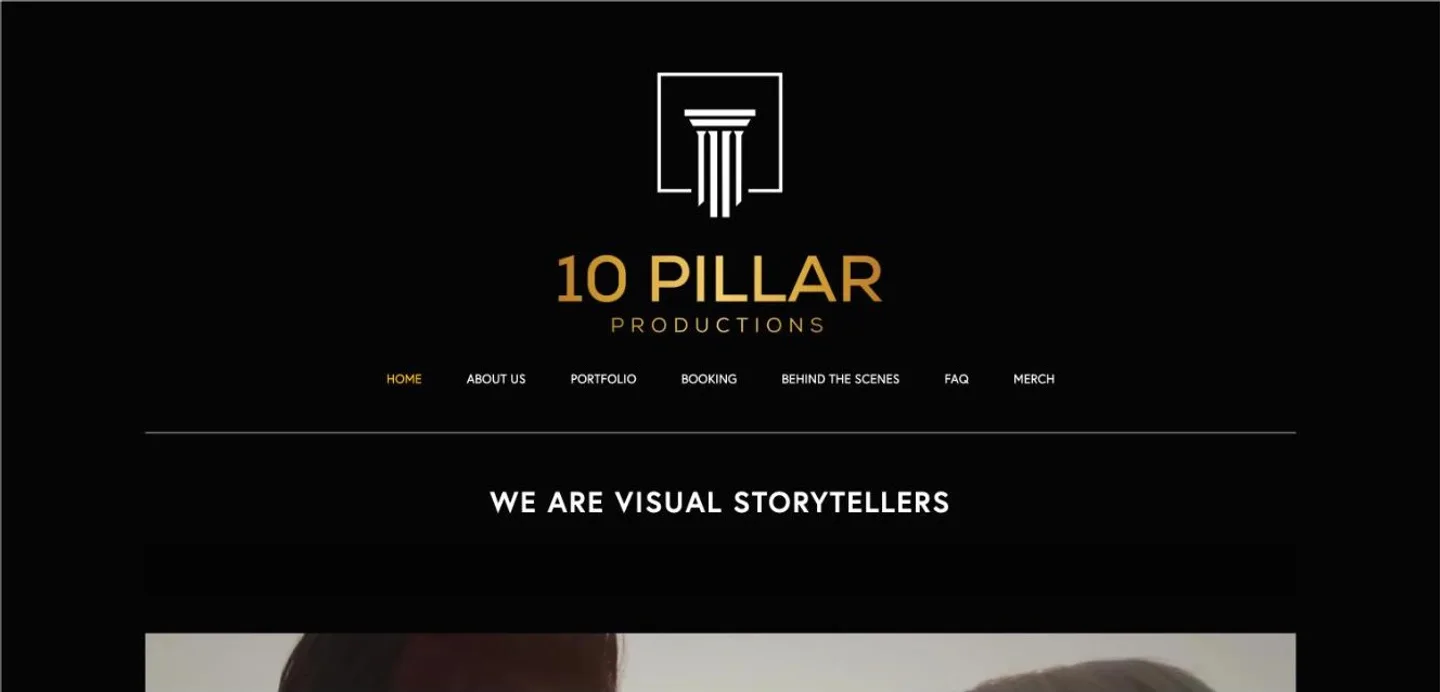 10 PILLAR
PRODUCTIONS
HOME ABOUT US PORTFOLIO BOOKING BEHIND THE SCENES FAQ MERCH
WE ARE VISUAL STORYTELLERS